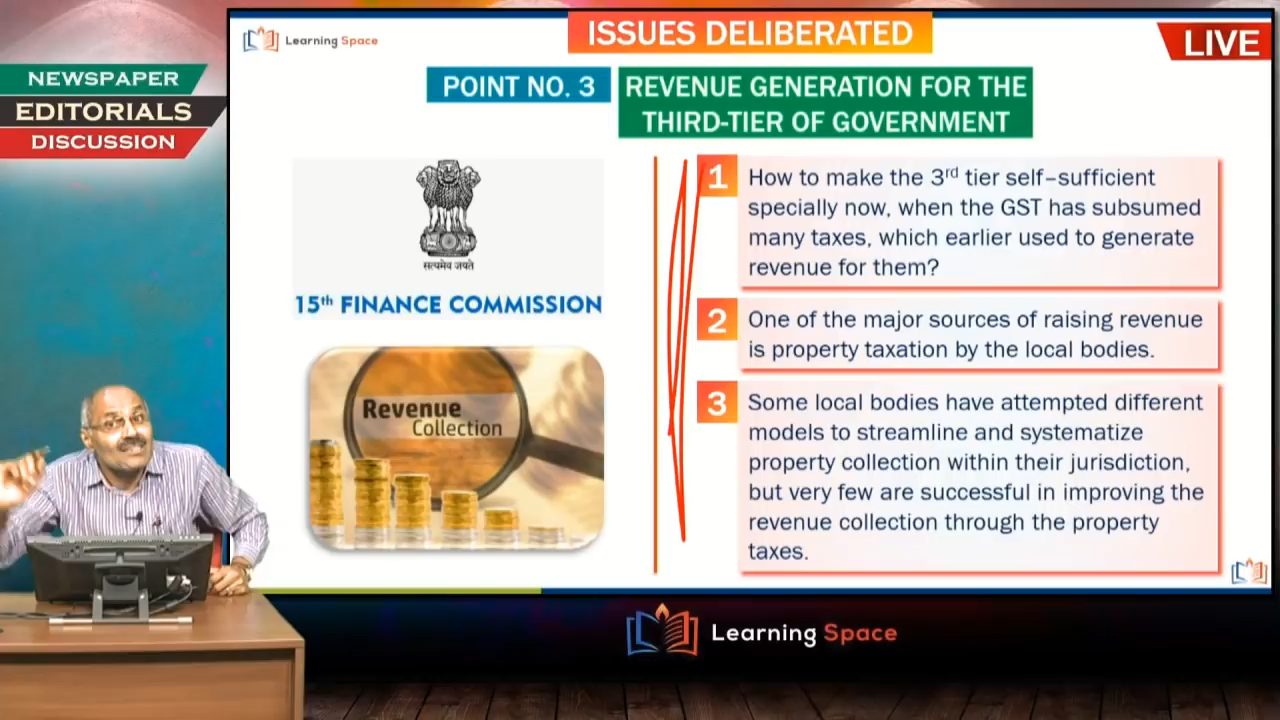 ISSUES DELIBERATED
Learning Space
LIVE
NEWSPAPER
EDITORIALS
DISCUSSION
POINT NO. 3
REVENUE GENERATION FOR THE
THIRD-TIER OF GOVERNMENT
सत्यमेव जयते
15th FINANCE COMMISSION
Revenue
Collection
1 How to make the 3rd tier self–sufficient
specially now, when the GST has subsumed
many taxes, which earlier used to generate
revenue for them?
2 One of the major sources of raising revenue
is property taxation by the local bodies.
3 Some local bodies have attempted different
models to streamline and systematize
property collection within their jurisdiction,
but very few are successful in improving the
revenue collection through the property
taxes.
Learning Space